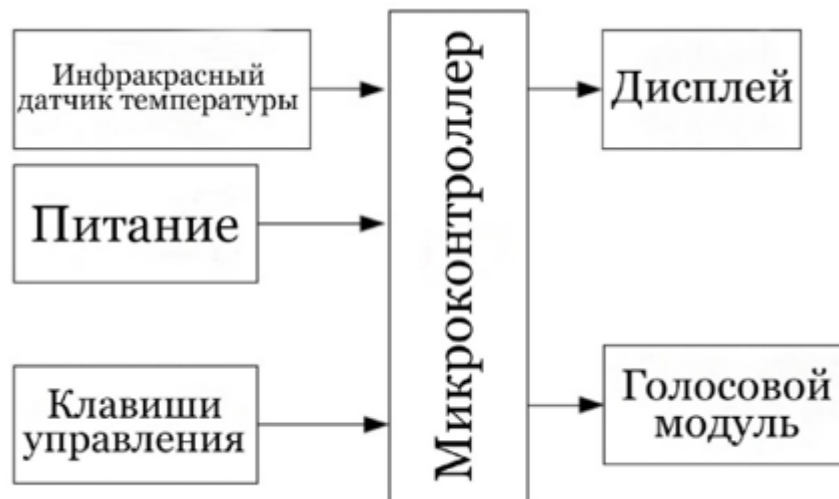 Инфракрасный
датчик температуры
Питание
Клавиши
управления
Микроконтроллер
Дисплей
Голосовой
модуль